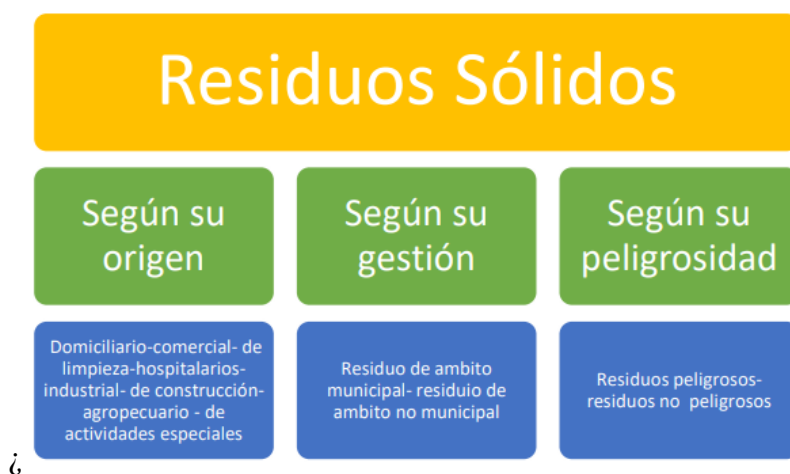 Residuos Sólidos
Según su
origen
Según su
gestión
Según su
peligrosidad
Domiciliario-comercial- de
limpieza-hospitalarios-
industrial- de construcción-
agropecuario - de
actividades especiales
Residuo de ambito
municipal- residuio de
ambito no municipal
Residuos peligrosos-
residuos no peligrosos
¿